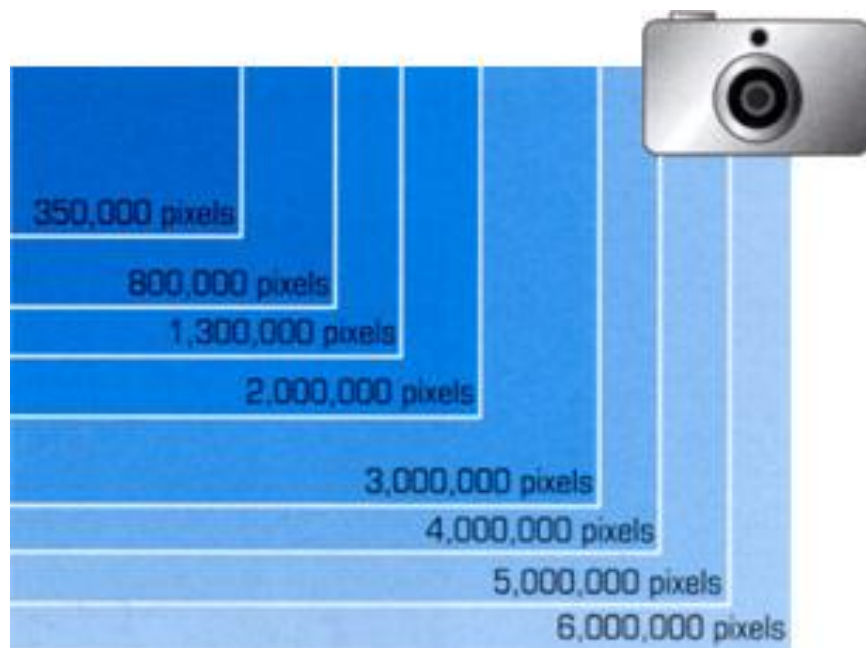 350,000 pixels
800,000 pixels
1,300,000 pixels
2,000,000 pixels
3,000,000 pixels
4,000,000 pixels
5,000,000 pixels
6,000,000 pixels